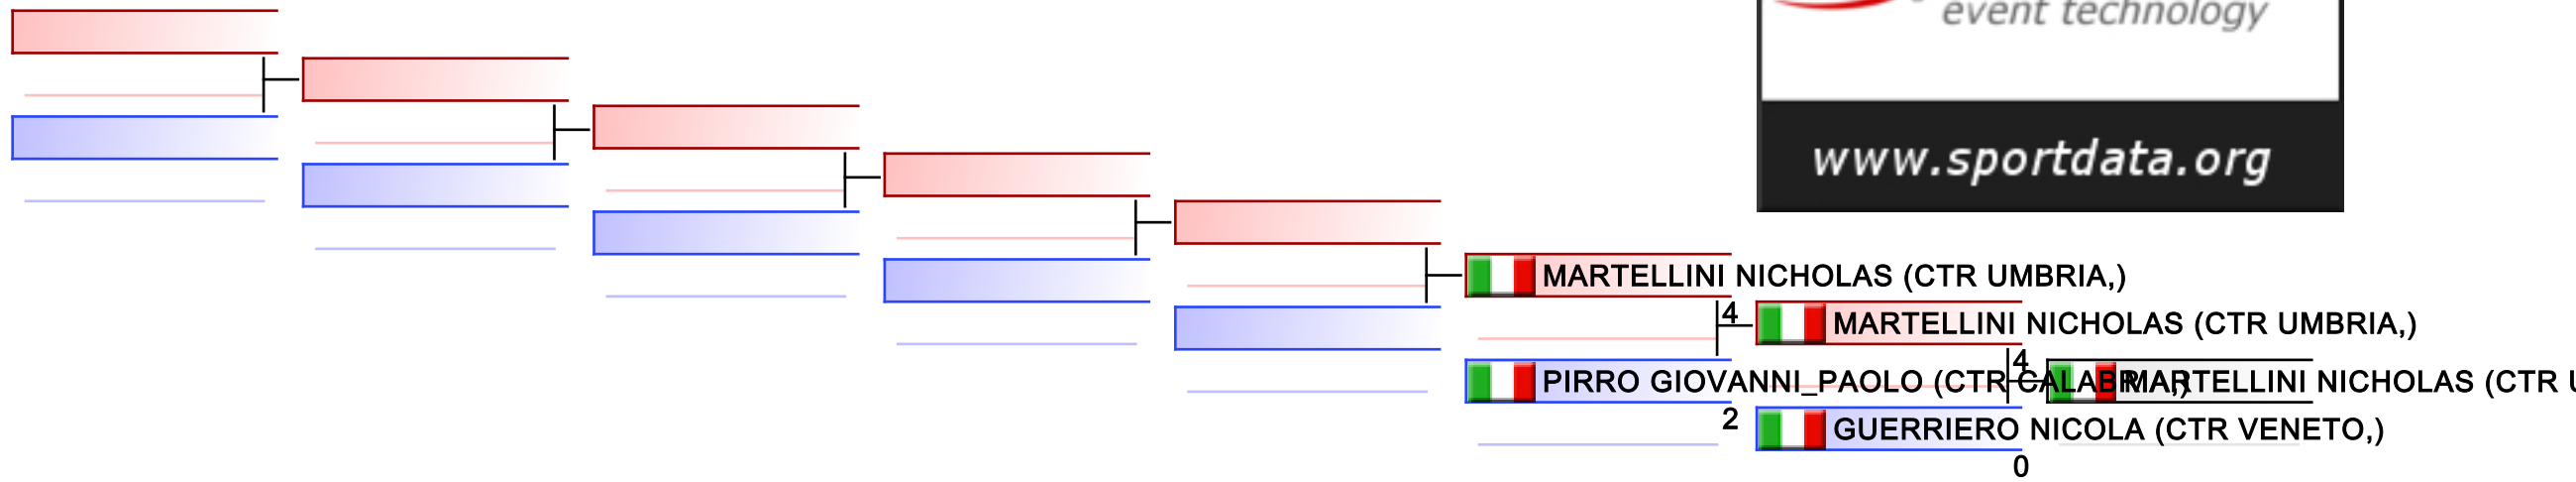 event technology
www.sportdata.org
MARTELLINI NICHOLAS (CTR UMBRIA,)
4
MARTELLINI NICHOLAS (CTR UMBRIA,)
4
PIRRO GIOVANNI_PAOLO (CTR CALABRIA,)
MARTELLINI NICHOLAS (CTR U
2
GUERRIERO NICOLA (CTR VENETO,)
0